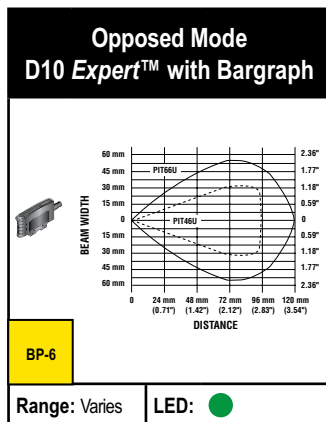 Opposed Mode
D10 Expert™ with Bargraph
60 mm
45 mm
30 mm
15 mm
0
15 mm
30 mm
45 mm
60 mm
BEAM WIDTH
PIT66U
PIT46U
2.36"
1.77"
1.18"
0.59"
0
0.59"
1.18"
1.77"
2.36"
0 24 mm 48 mm 72 mm 96 mm 120 mm
(0.71") (1.42") (2.12") (2.83") (3.54")
DISTANCE
BP-6
Range: Varies LED: